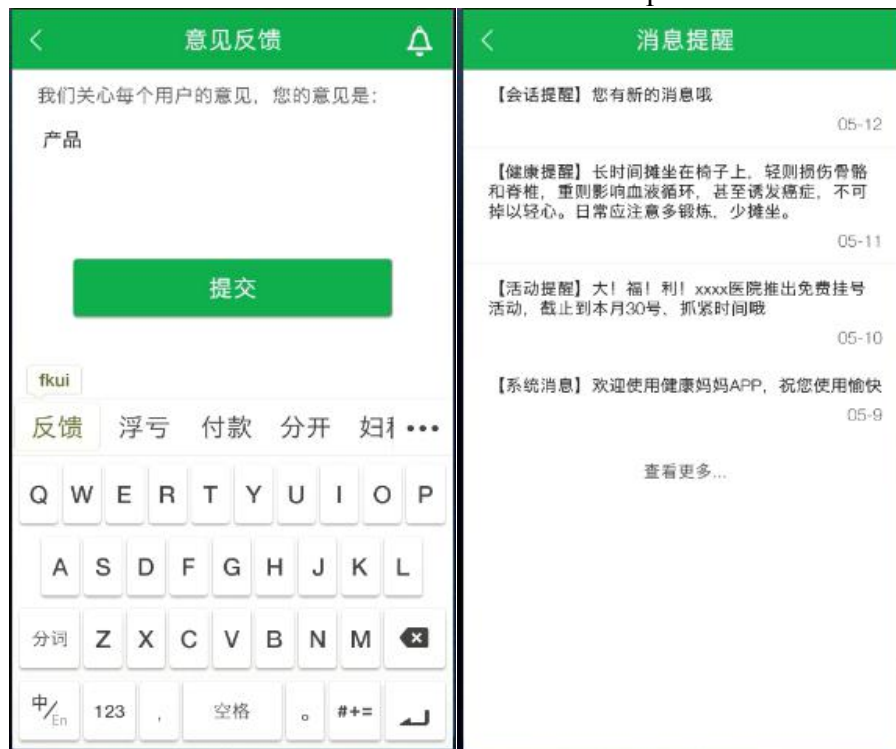 意见反馈
我们关心每个用户的意见，您的意见是：
产品
提交
fkui
反馈 浮亏 付款 分开
Q W E R T Y U I O P
A S D F G H J K L
分词 Z X C V B N M
中/En 123 ， 空格 。 #+=
消息提醒
【会话提醒】您有新的消息哦
05-12
【健康提醒】长时间摊坐在椅子上，轻则损伤骨骼
和脊椎，重则影响血液循环，甚至诱发癌症，不可
掉以轻心。日常应注意多锻炼、少摊坐。
05-11
【活动提醒】大！福！利！xxxx医院推出免费挂号
活动，截止到本月30号、抓紧时间哦
05-10
【系统消息】欢迎使用健康妈妈APP，祝您使用愉快
05-9
查看更多...